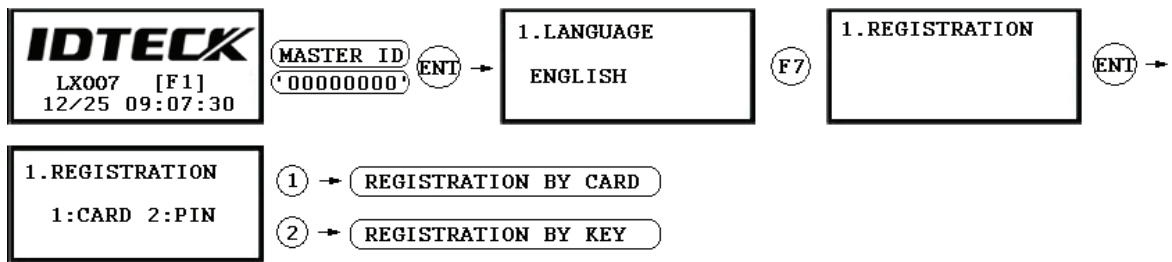 IDTECK
LX007 [F1]
12/25 09:07:30
MASTER ID
'00000000'
ENT
1.LANGUAGE
ENGLISH
F7
1.REGISTRATION
ENT
1.REGISTRATION
1:CARD 2:PIN
1
REGISTRATION BY CARD
2
REGISTRATION BY KEY